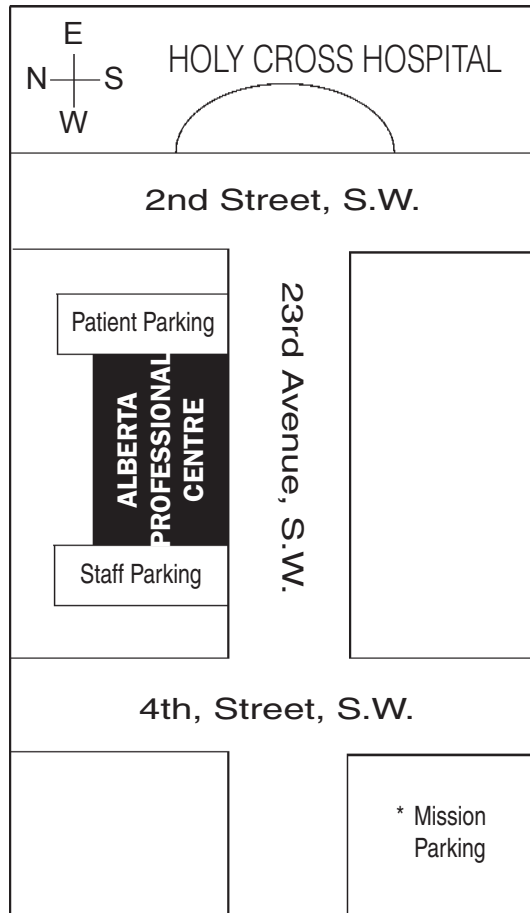 E
N S
W
HOLY CROSS HOSPITAL
2nd Street, S.W.
Patient Parking
23rd Avenue, S.W.
ALBERTA
PROFESSIONAL
CENTRE
Staff Parking
4th, Street, S.W.
* Mission
Parking